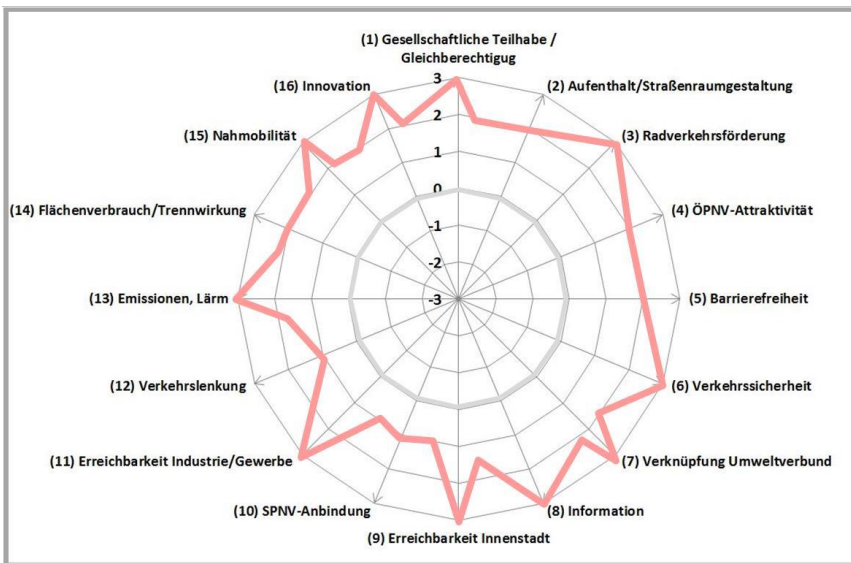 (1) Gesellschaftliche Teilhabe /
Gleichberechtigug
(16) Innovation
3
(2) Aufenthalt/Straßenraumgestaltung
(15) Nahmobilität
2
(3) Radverkehrsförderung
1
(14) Flächenverbrauch/Trennwirkung
0
(4) ÖPNV-Attraktivität
-1
-2
(13) Emissionen, Lärm
-3
(5) Barrierefreiheit
(12) Verkehrslenkung
(6) Verkehrssicherheit
(11) Erreichbarkeit Industrie/Gewerbe
(7) Verknüpfung Umweltverbund
(10) SPNV-Anbindung
(8) Information
(9) Erreichbarkeit Innenstadt